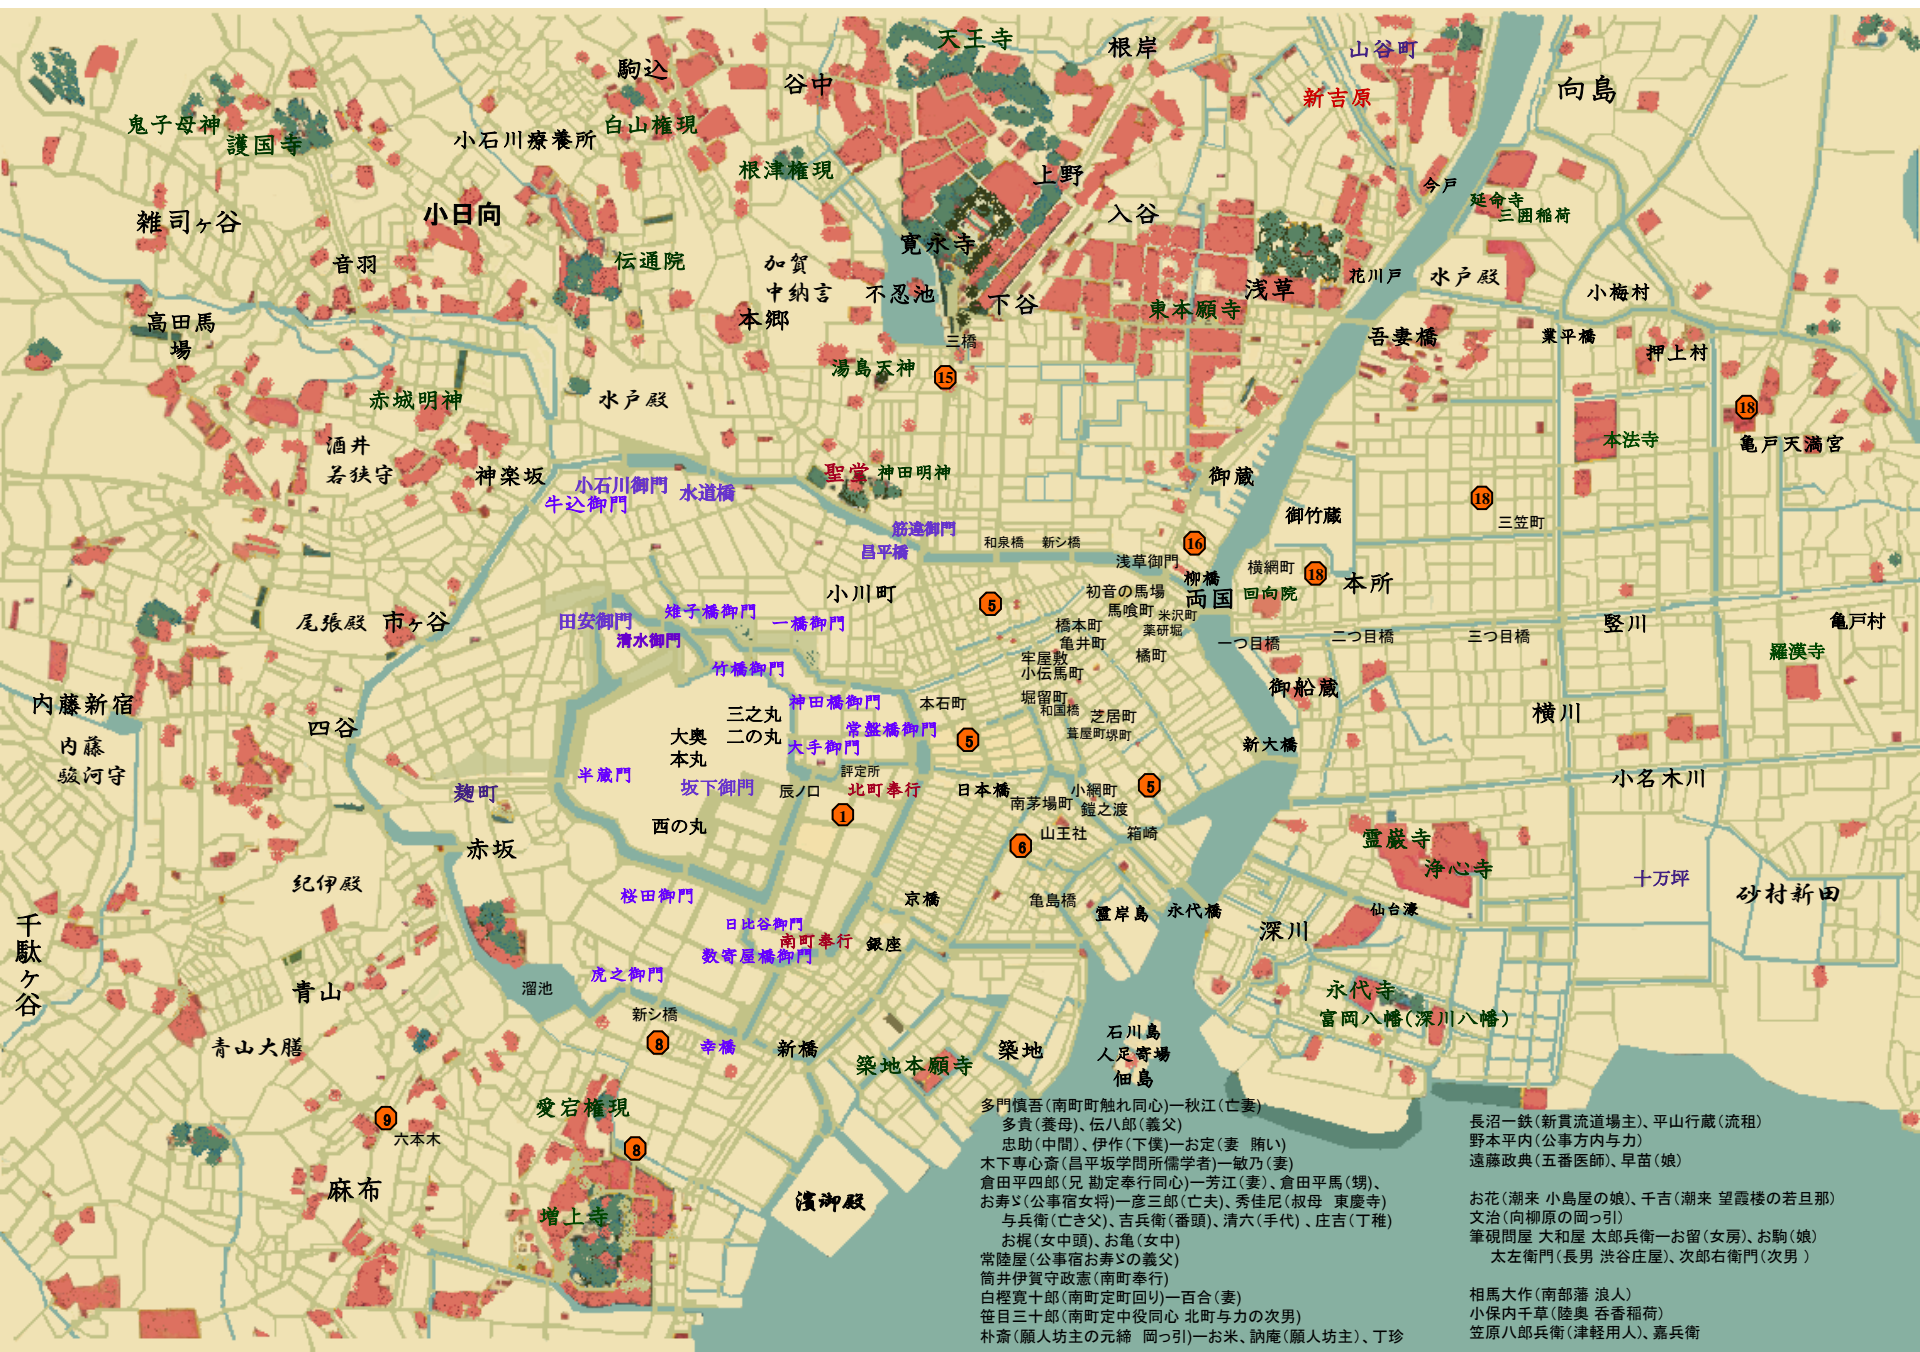 天王寺
根岸
山谷町
駒込
谷中
向島
新吉原
鬼子母神
護国寺
小石川療養所
白山権現
根津権現
上野
今戸
延命寺
三囲稲荷
雑司ヶ谷
小日向
入谷
寛永寺
音羽
伝通院
加賀
中納言
不忍池
下谷
浅草
花川戸
水戸殿
小梅村
東本願寺
高田馬
場
本郷
三橋
吾妻橋
業平橋
押上村
湯島天神
15
赤城明神
水戸殿
18
酒井
若狭守
本法寺
亀戸天満宮
神楽坂
聖堂
神田明神
御蔵
小石川御門
水道橋
牛込御門
18
御竹蔵
三笠町
筋違御門
昌平橋
和泉橋
新シ橋
16
浅草御門
柳橋
横網町
18
本所
小川町
5
初音の馬場
両国
回向院
馬喰町
米沢町
薬研堀
尾張殿
市ヶ谷
田安御門
雉子橋御門
一橋御門
清水御門
橋本町
亀井町
一つ目橋
二つ目橋
三つ目橋
竪川
亀戸村
羅漢寺
竹橋御門
牢屋敷
小伝馬町
橘町
内藤新宿
四谷
神田橋御門
本石町
堀留町
和国橋
御船蔵
横川
三之丸
二の丸
大奥
本丸
常盤橋御門
大手御門
芝居町
葺屋町
堺町
5
新大橋
内藤
駿河守
半蔵門
坂下御門
評定所
辰ノ口
北町奉行
日本橋
小網町
5
小名木川
麹町
南茅場町
鎧之渡
1
西の丸
山王社
箱崎
6
赤坂
霊巌寺
浄心寺
十万坪
砂村新田
紀伊殿
桜田御門
京橋
亀島橋
霊岸島
永代橋
仙台濠
千駄ヶ谷
日比谷御門
南町奉行
銀座
深川
数寄屋橋御門
虎之御門
青山
溜池
永代寺
富岡八幡(深川八幡)
新シ橋
8
幸橋
新橋
築地
石川島
人足寄場
佃島
青山大膳
築地本願寺
愛宕権現
9
六本木
8
麻布
増上寺
濱御殿
多門慎吾(南町町触れ同心)ー秋江(亡妻)
多貴(養母)、伝八郎(義父)
忠助(中間)、伊作(下僕)ーお定(妻 賄い)
木下専心斎(昌平坂学問所儒学者)ー敏乃(妻)
倉田平四郎(兄 勘定奉行同心)ー芳江(妻)、倉田平馬(甥)、
お寿ゞ(公事宿女将)ー彦三郎(亡夫)、秀佳尼(叔母 東慶寺)
与兵衛(亡き父)、吉兵衛(番頭)、清六(手代)、庄吉(丁稚)
お梶(女中頭)、お亀(女中)
常陸屋(公事宿お寿ゞの義父)
筒井伊賀守政憲(南町奉行)
白樫寛十郎(南町定町回り)ー百合(妻)
笹目三十郎(南町定中役同心 北町与力の次男)
朴斎(願人坊主の元締 岡っ引)ーお米、訥庵(願人坊主)、丁珍
長沼一鉄(新貫流道場主)、平山行蔵(流租)
野本平内(公事方内与力)
遠藤政典(五番医師)、早苗(娘)
お花(潮来 小島屋の娘)、千吉(潮来 望霞楼の若旦那)
文治(向柳原の岡っ引)
筆硯問屋 大和屋 太郎兵衛ーお留(女房)、お駒(娘)
太左衛門(長男 渋谷庄屋)、次郎右衛門(次男 )
相馬大作(南部藩 浪人)
小保内千草(陸奥 呑香稲荷)
笠原八郎兵衛(津軽用人)、嘉兵衛